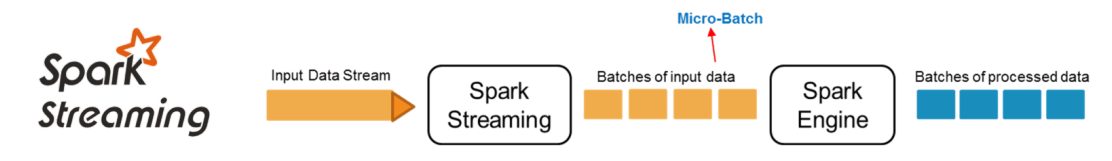 Micro-Batch
Spark
Streaming
Input Data Stream
Spark
Streaming
Batches of input data
Spark
Engine
Batches of processed data